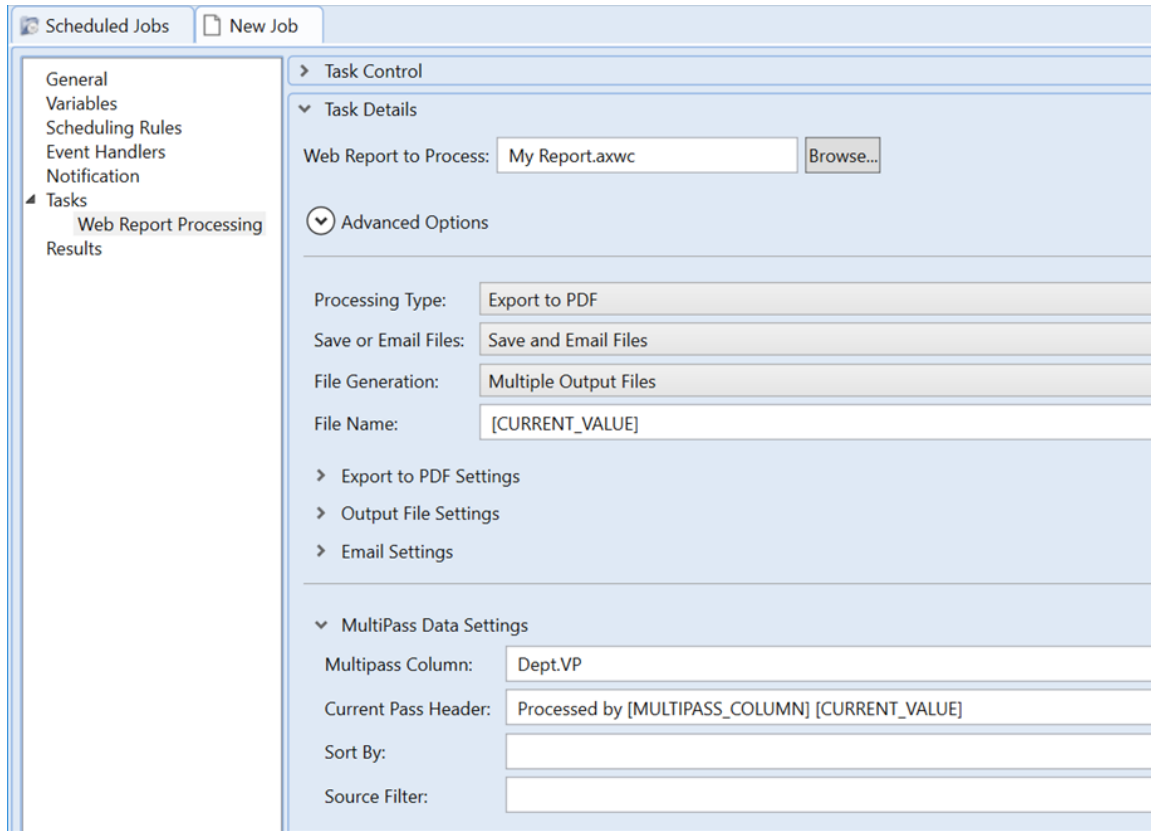 Scheduled Jobs
New Job
General
Variables
Scheduling Rules
Event Handlers
Notification
Tasks
Web Report Processing
Results
Task Control
Task Details
Web Report to Process: My Report.axwc Browse...
Advanced Options
Processing Type: Export to PDF
Save or Email Files: Save and Email Files
File Generation: Multiple Output Files
File Name: [CURRENT_VALUE]
Export to PDF Settings
Output File Settings
Email Settings
MultiPass Data Settings
Multipass Column: Dept.VP
Current Pass Header: Processed by [MULTIPASS_COLUMN] [CURRENT_VALUE]
Sort By:
Source Filter: